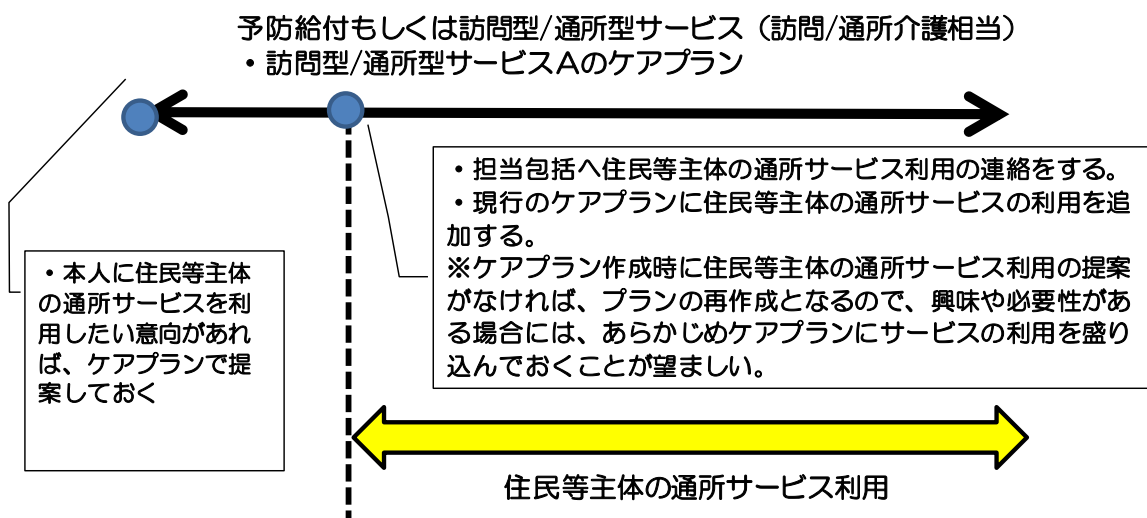 予防給付もしくは訪問型/通所型サービス（訪問/通所介護相当）
・訪問型/通所型サービスAのケアプラン
・担当包括へ住民等主体の通所サービス利用の連絡をする。
・現行のケアプランに住民等主体の通所サービスの利用を追
加する。
※ケアプラン作成時に住民等主体の通所サービス利用の提案
がなければ、プランの再作成となるので、興味や必要性があ
る場合には、あらかじめケアプランにサービスの利用を盛り
込んでおくことが望ましい。
・本人に住民等主体
の通所サービスを利
用したい意向があれ
ば、ケアプランで提
案しておく
住民等主体の通所サービス利用